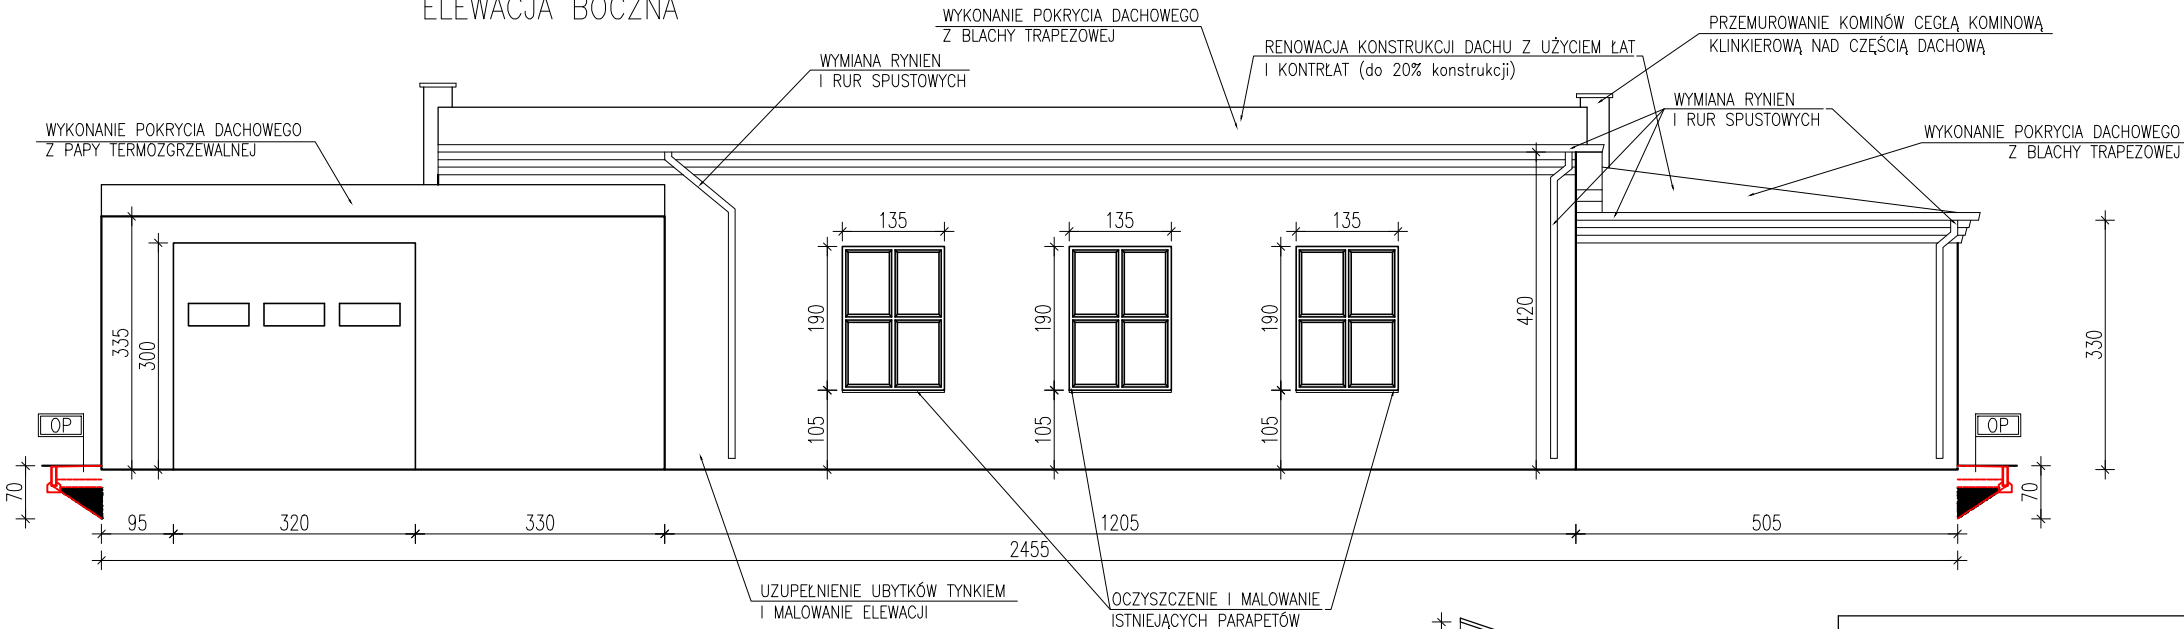 ELEWACJA BOCZNA
WYKONANIE POKRYCIA DACHOWEGO
Z BLACHY TRAPEZOWEJ
PRZEMUROWANIE KOMINÓW CEGŁĄ KOMINOWĄ
KLINKIEROWĄ NAD CZĘŚCIĄ DACHOWĄ
RENOWACJA KONSTRUKCJI DACHU Z UŻYCIEM ŁAT
I KONTRŁAT (do 20% konstrukcji)
WYMIANA RYNIEN
I RUR SPUSTOWYCH
WYMIANA RYNIEN
I RUR SPUSTOWYCH
WYKONANIE POKRYCIA DACHOWEGO
Z PAPY TERMOZGRZEWALNEJ
WYKONANIE POKRYCIA DACHOWEGO
Z BLACHY TRAPEZOWEJ
135
135
135
335
300
190
190
190
420
330
105
105
105
OP
OP
70
70
95
320
330
1205
505
2455
UZUPEŁNIENIE UBYTKÓW TYNKIEM
I MALOWANIE ELEWACJI
OCZYSZCZENIE I MALOWANIE
ISTNIEJĄCYCH PARAPETÓW